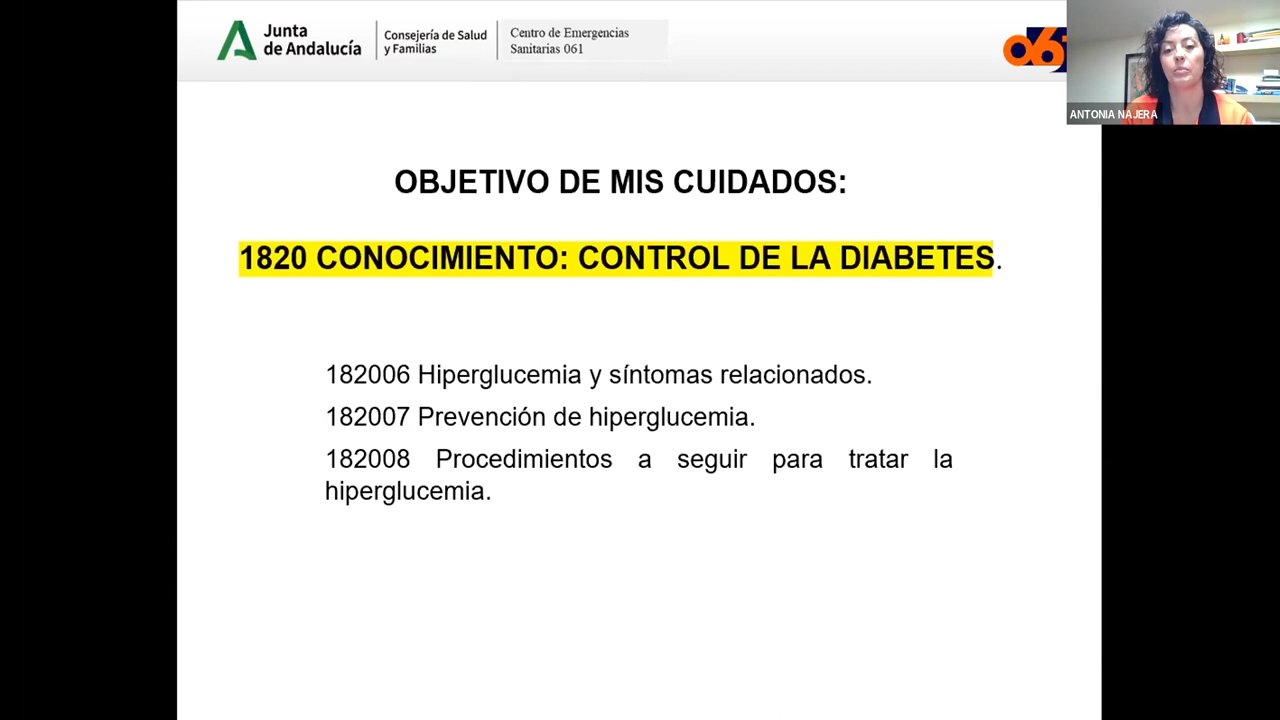 Junta
de Andalucía
Consejería de Salud
y Familias
Centro de Emergencias
Sanitarias 061
061
ANTONIA NAJERA
OBJETIVO DE MIS CUIDADOS:
1820 CONOCIMIENTO: CONTROL DE LA DIABETES.
182006 Hiperglucemia y síntomas relacionados.
182007 Prevención de hiperglucemia.
182008 Procedimientos a seguir para tratar la
hiperglucemia.